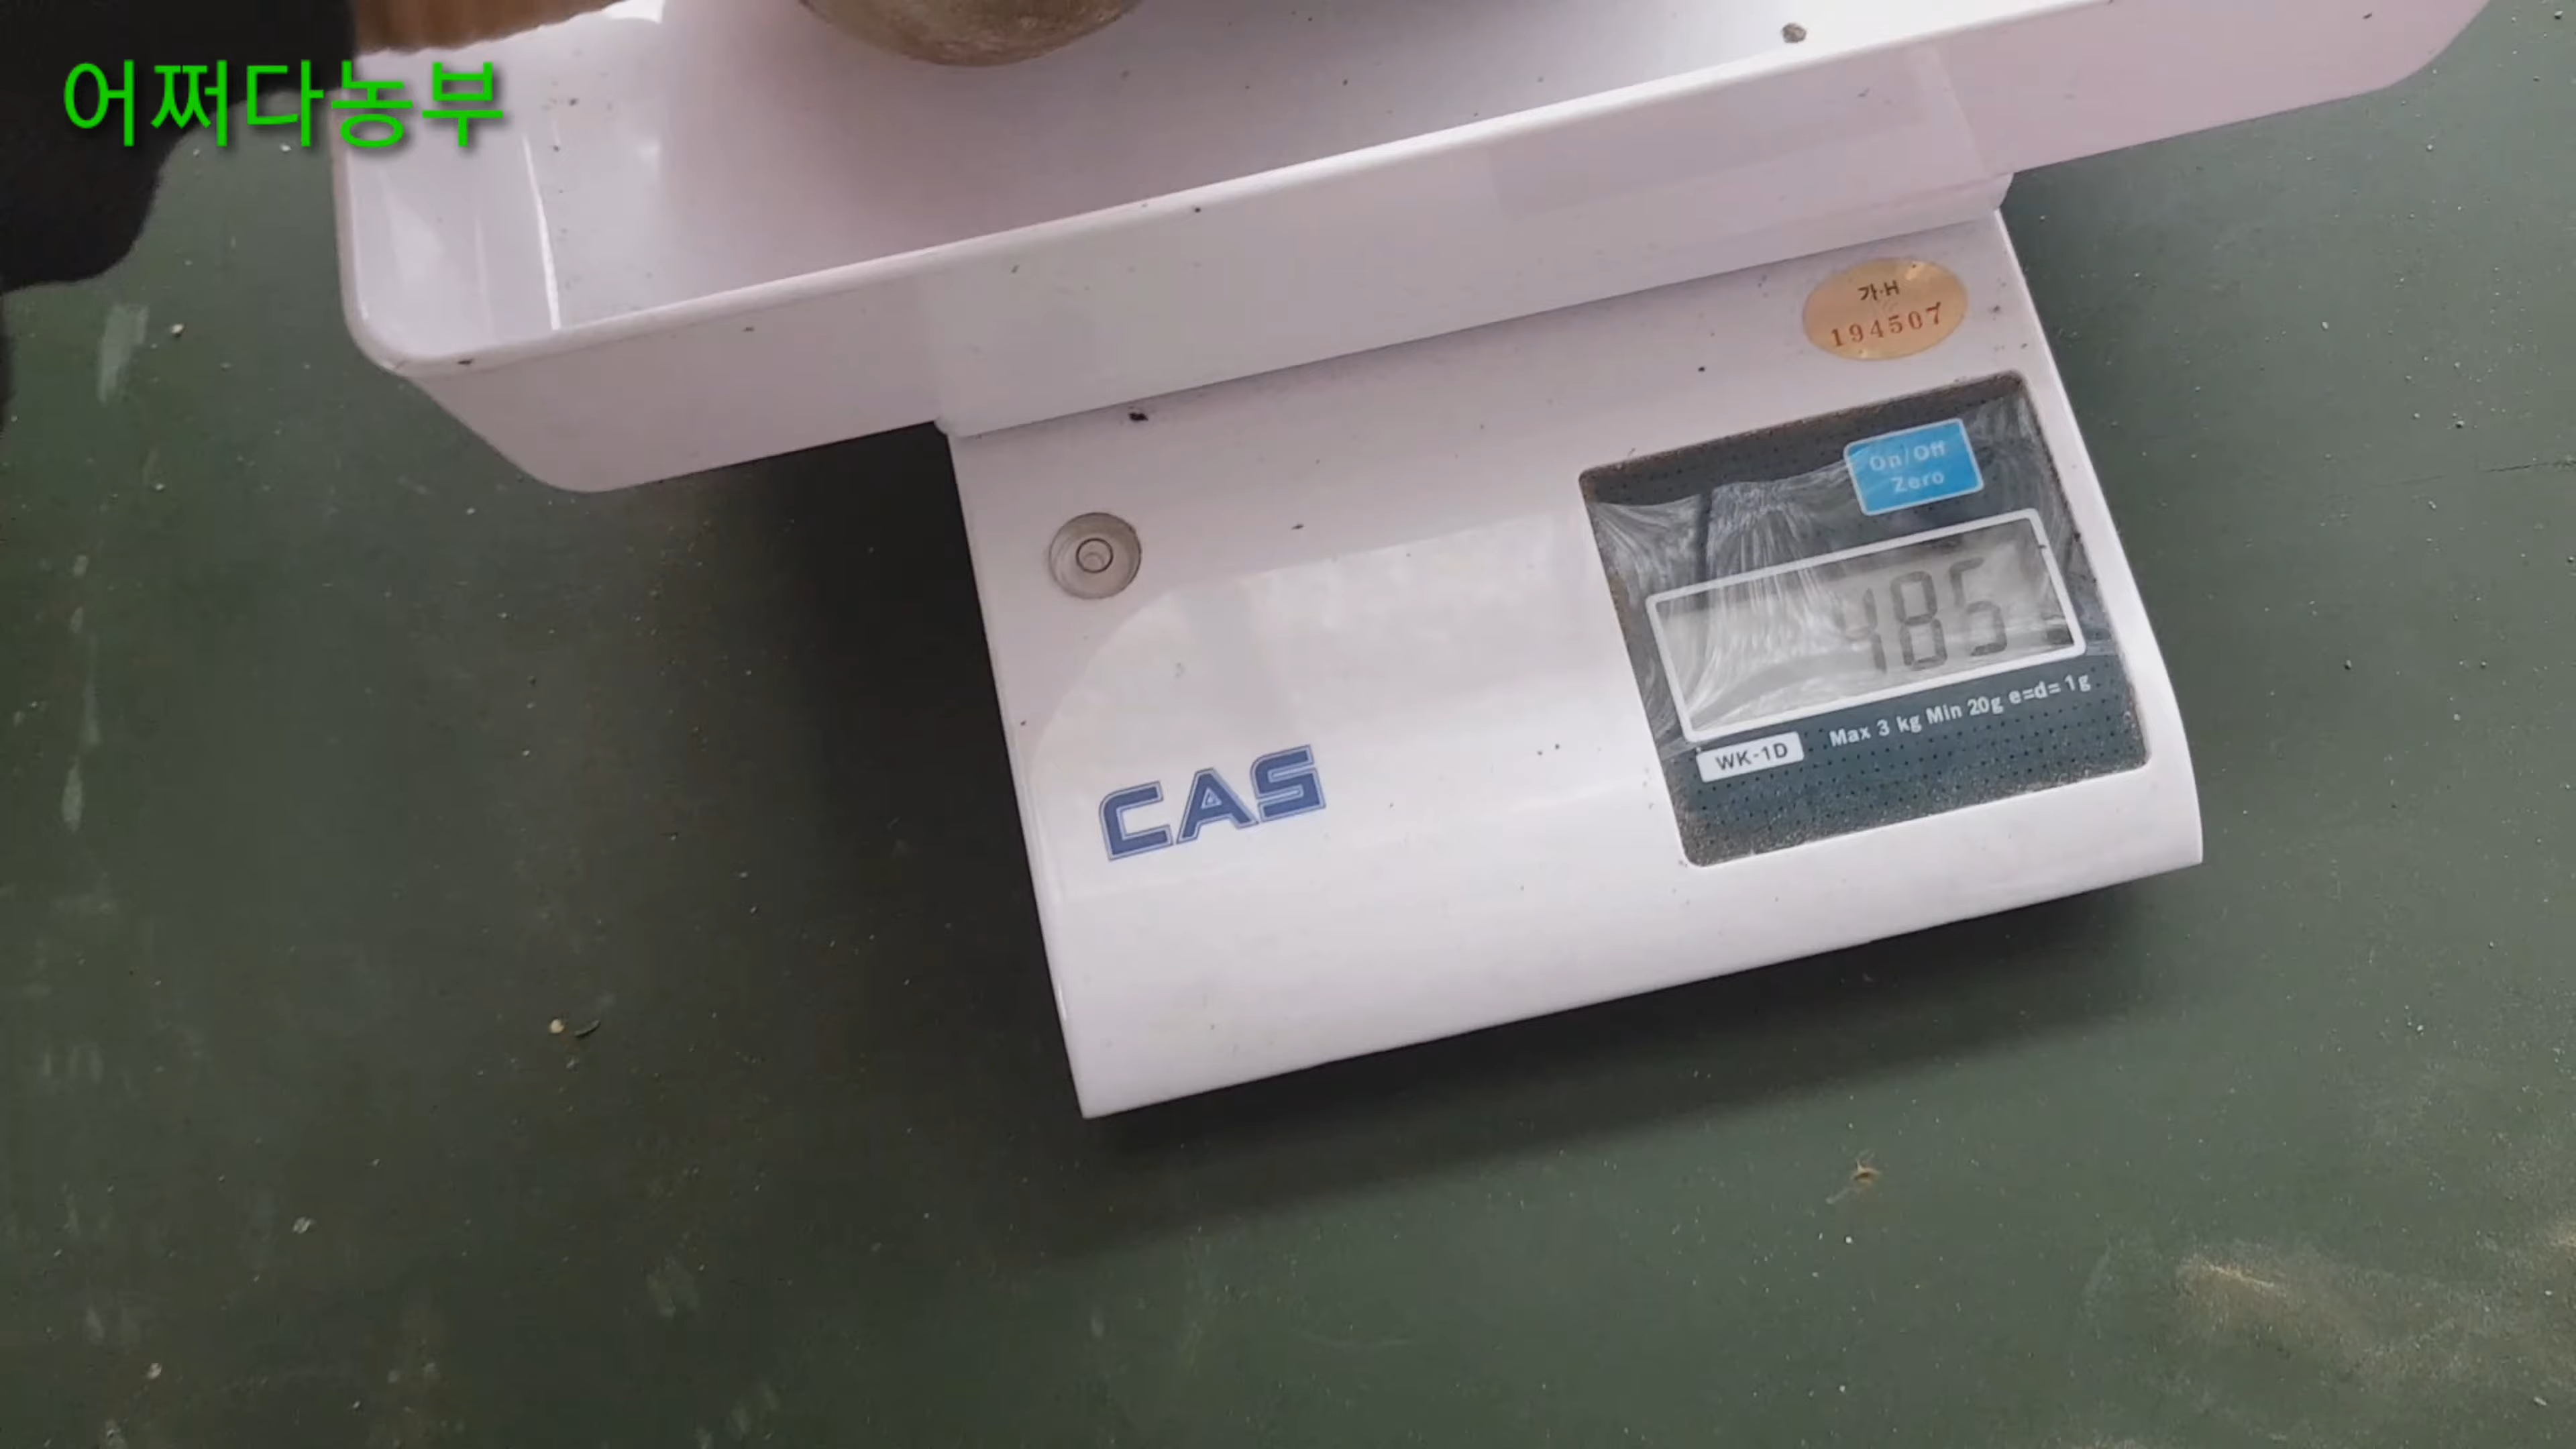 어쩌다농부
가·H
194507
On/Off
Zero
485
Max 3 kg Min 20g e=d=1g
WK-1D
CAS